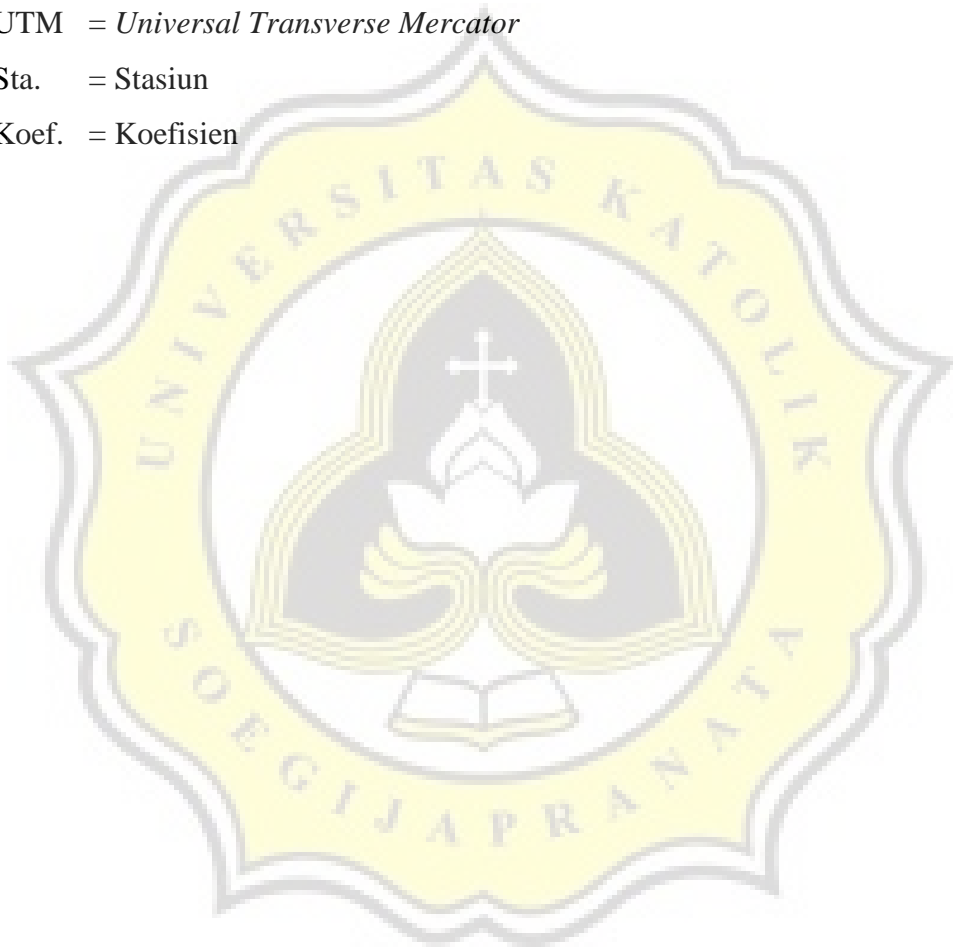 UTM = Universal Transverse Mercator
Sta. = Stasiun
Koef. = Koefisien
UNIVERSITAS KATOLIK
SOEGIJAPRANATA